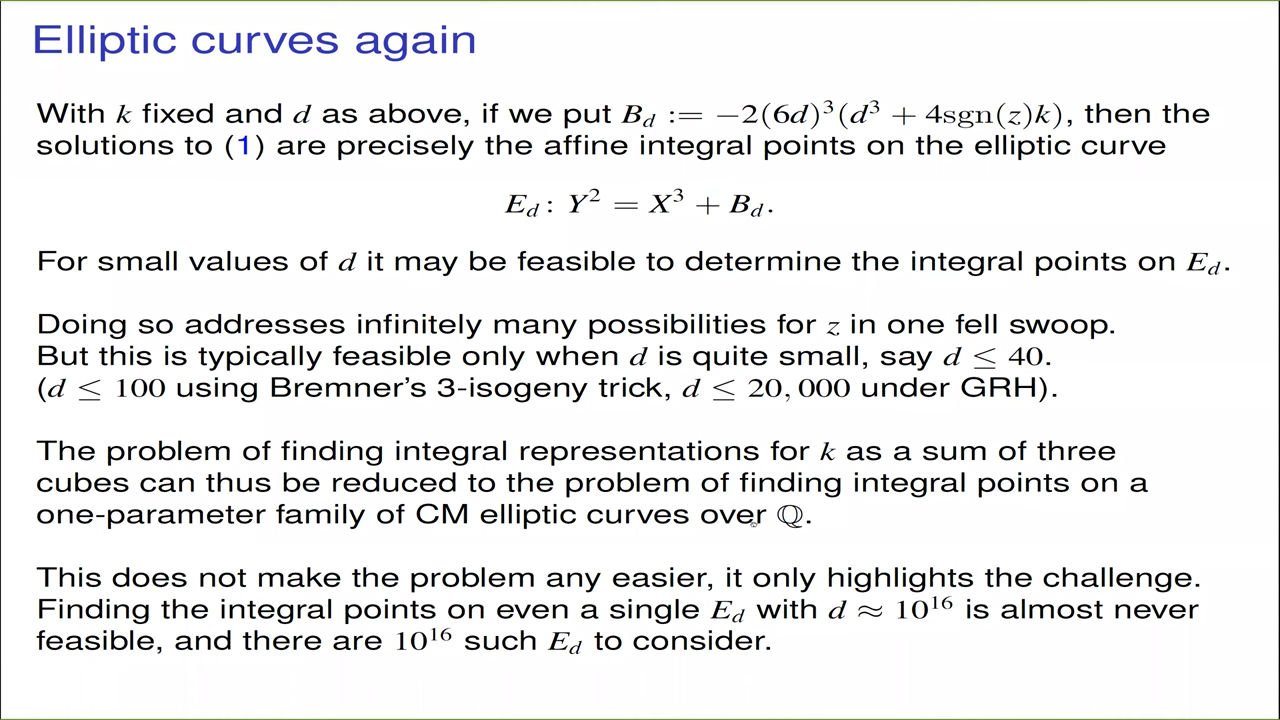 Elliptic curves again
With k fixed and d as above, if we put B_d := −2(6d)³(d³ + 4sgn(z)k), then the
solutions to (1) are precisely the affine integral points on the elliptic curve
E_d : Y² = X³ + B_d.
For small values of d it may be feasible to determine the integral points on E_d.
Doing so addresses infinitely many possibilities for z in one fell swoop.
But this is typically feasible only when d is quite small, say d ≤ 40.
(d ≤ 100 using Bremner's 3-isogeny trick, d ≤ 20,000 under GRH).
The problem of finding integral representations for k as a sum of three
cubes can thus be reduced to the problem of finding integral points on a
one-parameter family of CM elliptic curves over ℚ.
This does not make the problem any easier, it only highlights the challenge.
Finding the integral points on even a single E_d with d ≈ 10¹⁶ is almost never
feasible, and there are 10¹⁶ such E_d to consider.